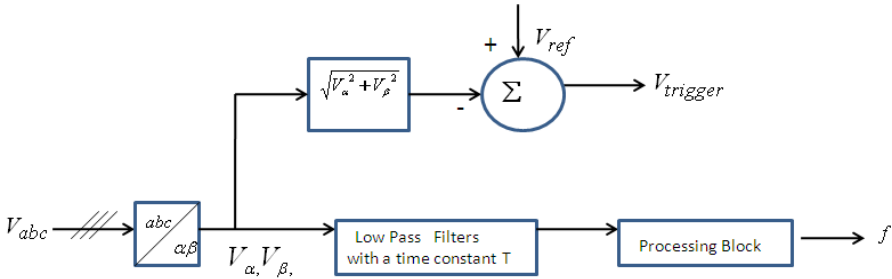 +
V_ref
√V_α² + V_β²
-
Σ
V_trigger
V_abc
abc
αβ
V_α, V_β,
Low Pass Filters
with a time constant T
Processing Block
f